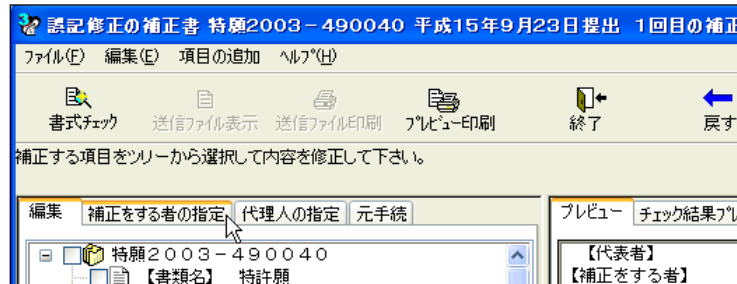 誤記修正の補正書 特願2003－490040 平成15年9月23日提出 1回目の補正
ﾌｧｲﾙ(F) 編集(E) 項目の追加 ﾍﾙﾌﾟ(H)
書式ﾁｪｯｸ 送信ﾌｧｲﾙ表示 送信ﾌｧｲﾙ印刷 ﾌﾟﾚﾋﾞｭｰ印刷 終了 戻す
補正する項目をツリーから選択して内容を修正して下さい。
編集 補正をする者の指定 代理人の指定 元手続 プレビュー ﾁｪｯｸ結果ﾌﾟﾚ
特願２００３－４９００４０ 【代表者】
【書類名】 特許願 【補正をする者】